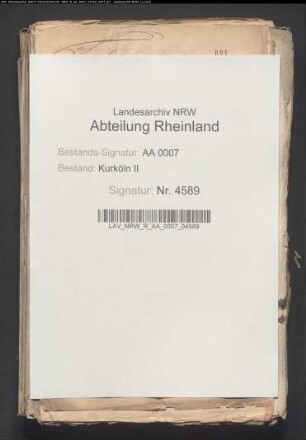 Landesarchiv NRW
Abteilung Rheinland
Bestands-Signatur: AA 0007
Bestand: Kurköln II
Signatur: Nr. 4589
LAV_NRW_R_AA_0007_04589